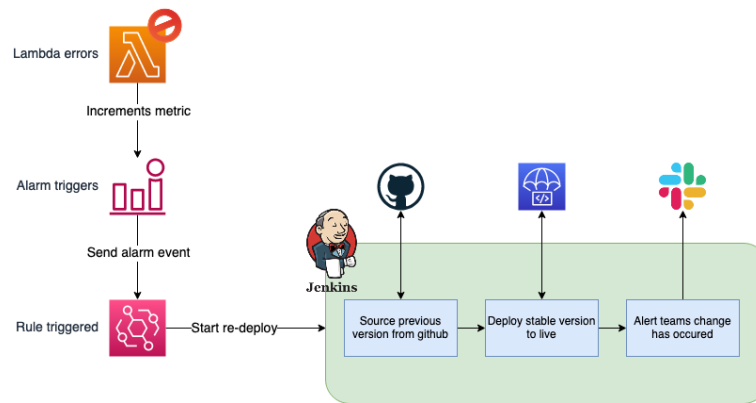 Lambda errors
Increments metric
Alarm triggers
Send alarm event
Jenkins
Rule triggered
Start re-deploy
Source previous
version from github
Deploy stable version
to live
Alert teams change
has occured